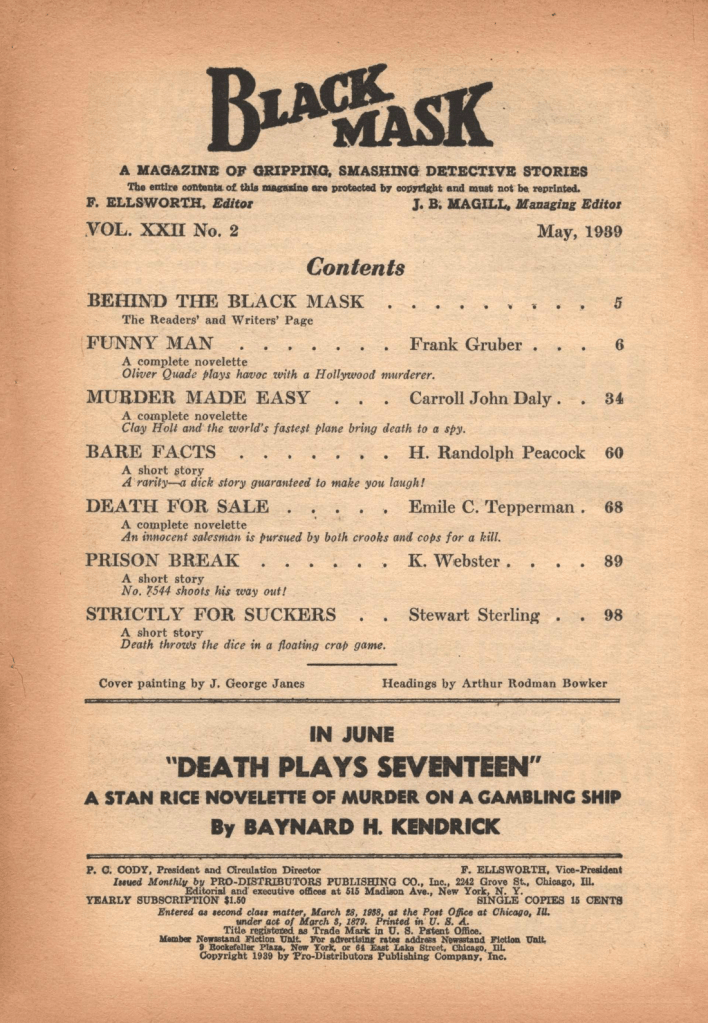 BLACK
MASK
A MAGAZINE OF GRIPPING, SMASHING DETECTIVE STORIES
The entire contents of this magazine are protected by copyright and must not be reprinted.
F. ELLSWORTH, Editor J. B. MAGILL, Managing Editor
VOL. XXII No. 2 May, 1939
Contents
BEHIND THE BLACK MASK . . . . . . . . . 5
The Readers' and Writers' Page
FUNNY MAN . . . . . . . Frank Gruber . . . 6
A complete novelette
Oliver Quade plays havoc with a Hollywood murderer.
MURDER MADE EASY . . . Carroll John Daly . . 34
A complete novelette
Clay Holt and the world's fastest plane bring death to a spy.
BARE FACTS . . . . . . . H. Randolph Peacock 60
A short story
A rarity—a dick story guaranteed to make you laugh!
DEATH FOR SALE . . . . . Emile C. Tepperman . 68
A complete novelette
An innocent salesman is pursued by both crooks and cops for a kill.
PRISON BREAK . . . . . . K. Webster . . . . 89
A short story
No. 7544 shoots his way out!
STRICTLY FOR SUCKERS . . Stewart Sterling . . 98
A short story
Death throws the dice in a floating crap game.
Cover painting by J. George Janes Headings by Arthur Rodman Bowker
IN JUNE
"DEATH PLAYS SEVENTEEN"
A STAN RICE NOVELETTE OF MURDER ON A GAMBLING SHIP
By BAYNARD H. KENDRICK
P. C. CODY, President and Circulation Director F. ELLSWORTH, Vice-President
Issued Monthly by PRO-DISTRIBUTORS PUBLISHING CO., Inc., 2242 Grove St., Chicago, Ill.
Editorial and executive offices at 515 Madison Ave., New York, N. Y.
YEARLY SUBSCRIPTION $1.50 SINGLE COPIES 15 CENTS
Entered as second class matter, March 28, 1938, at the Post Office at Chicago, Ill.
under act of March 3, 1879. Printed in U. S. A.
Title registered as Trade Mark in U. S. Patent Office.
Member Newsstand Fiction Unit. For advertising rates address Newsstand Fiction Unit,
9 Rockefeller Plaza, New York, or 64 East Lake Street, Chicago, Ill.
Copyright 1939 by Pro-Distributors Publishing Company, Inc.